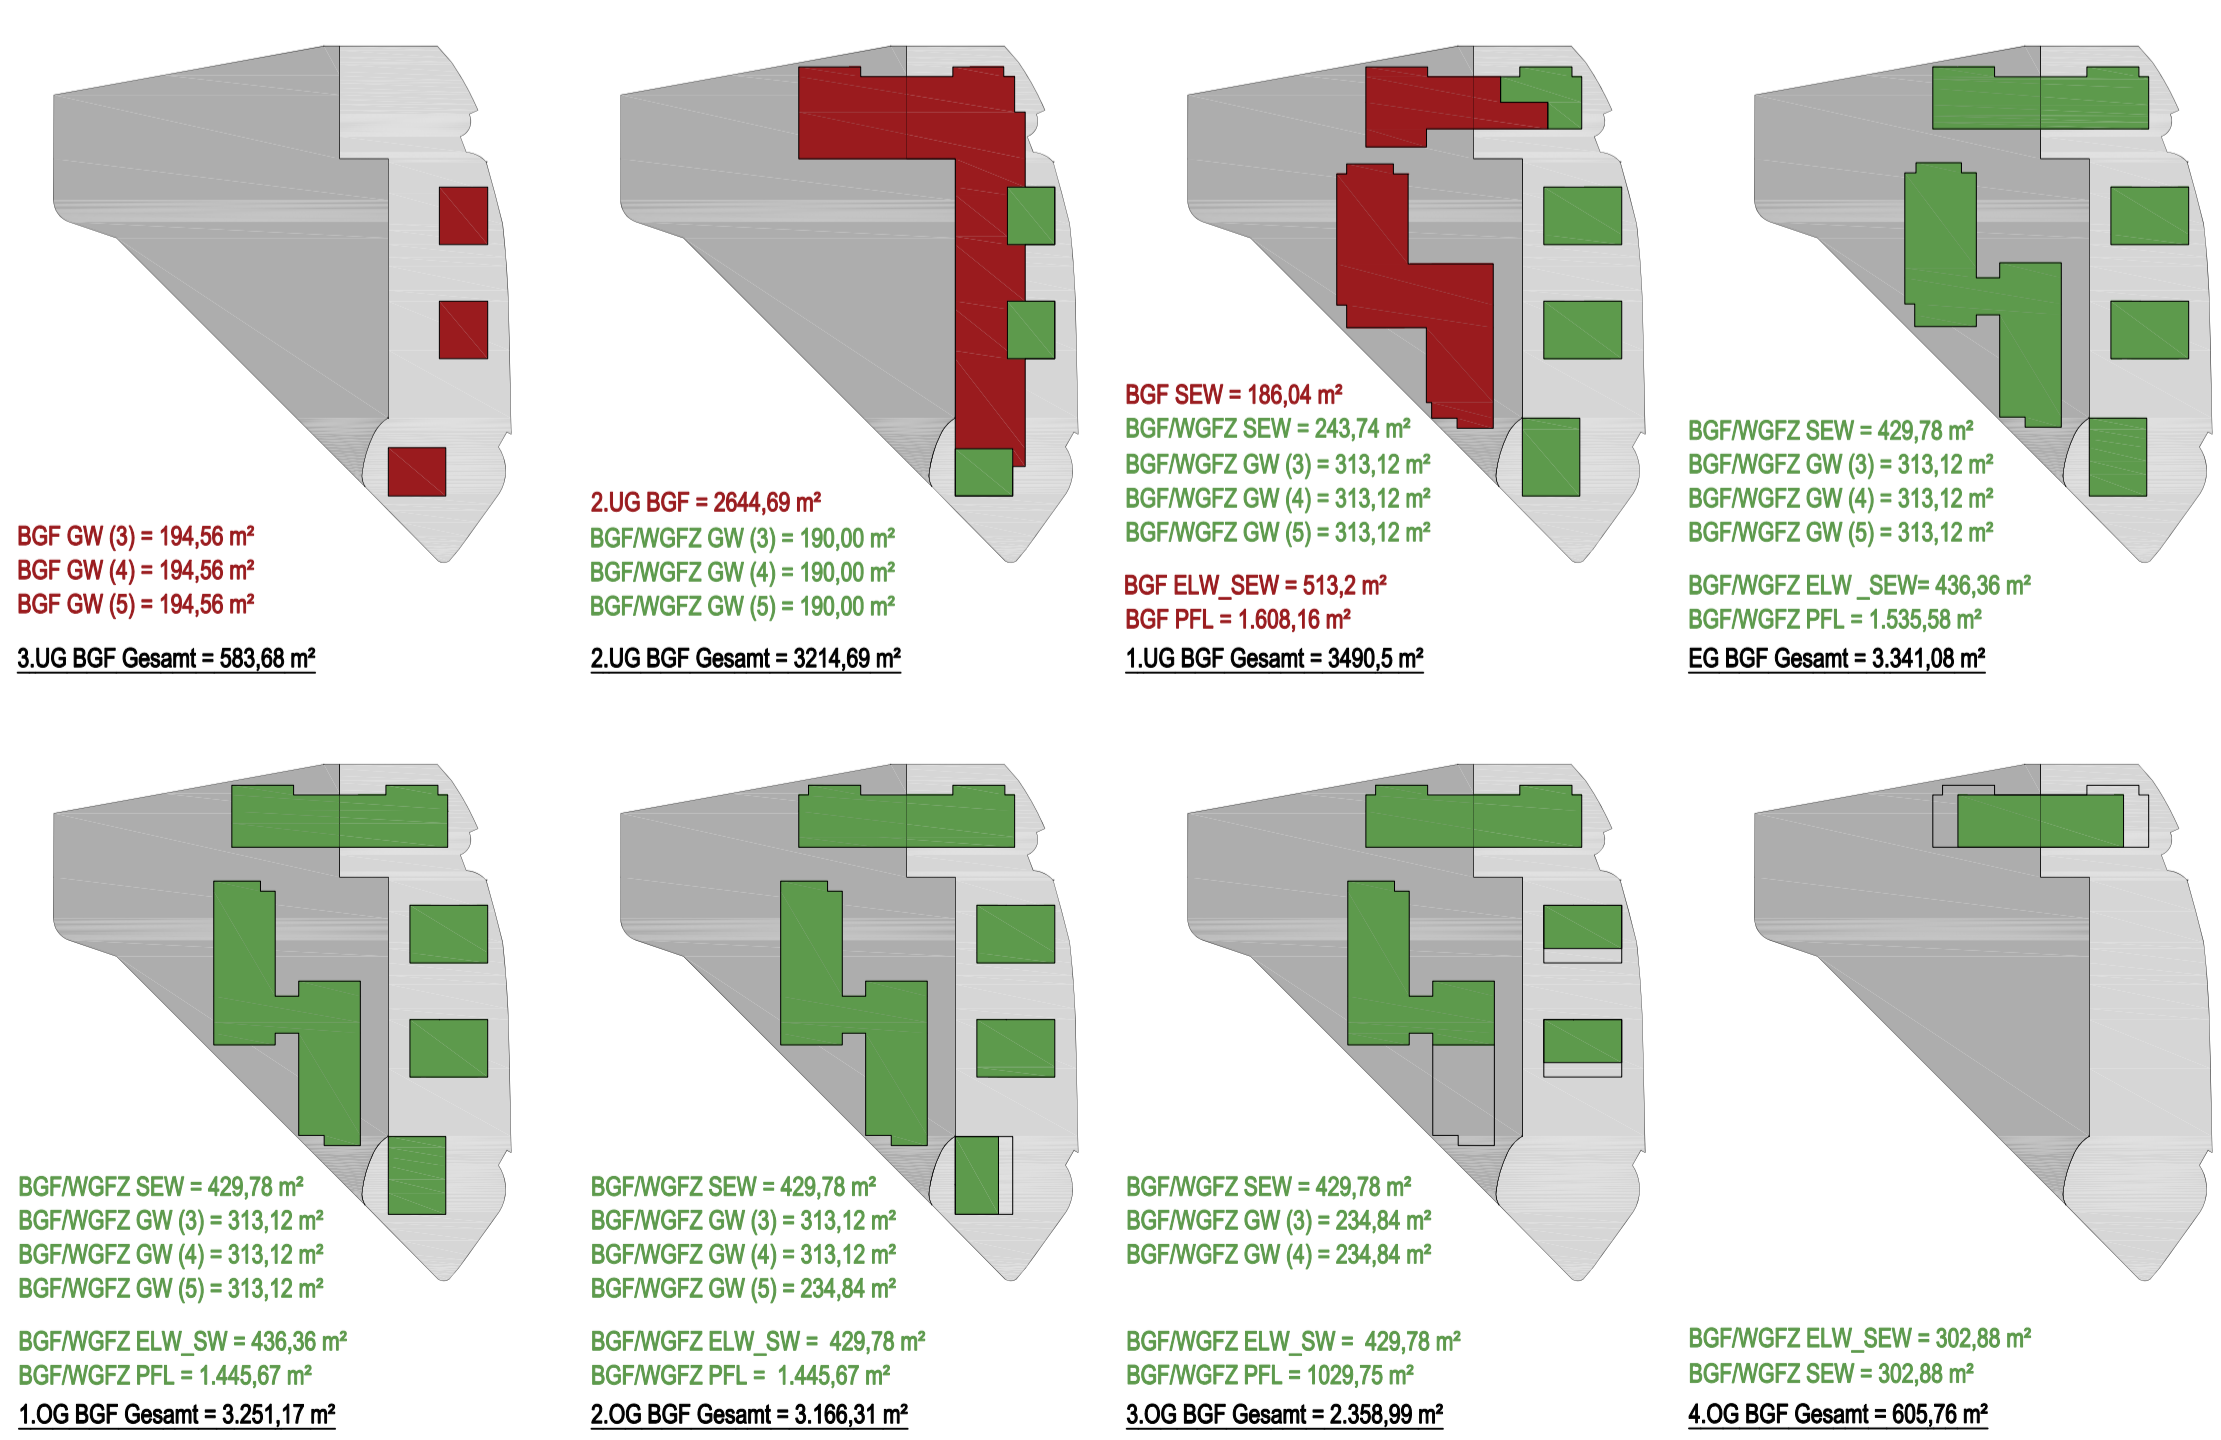 BGF GW (3) = 194,56 m²
BGF GW (4) = 194,56 m²
BGF GW (5) = 194,56 m²
3.UG BGF Gesamt = 583,68 m²
2.UG BGF = 2644,69 m²
BGF/WGFZ GW (3) = 190,00 m²
BGF/WGFZ GW (4) = 190,00 m²
BGF/WGFZ GW (5) = 190,00 m²
2.UG BGF Gesamt = 3214,69 m²
BGF SEW = 186,04 m²
BGF/WGFZ SEW = 243,74 m²
BGF/WGFZ GW (3) = 313,12 m²
BGF/WGFZ GW (4) = 313,12 m²
BGF/WGFZ GW (5) = 313,12 m²
BGF ELW_SEW = 513,2 m²
BGF PFL = 1.608,16 m²
1.UG BGF Gesamt = 3490,5 m²
BGF/WGFZ SEW = 429,78 m²
BGF/WGFZ GW (3) = 313,12 m²
BGF/WGFZ GW (4) = 313,12 m²
BGF/WGFZ GW (5) = 313,12 m²
BGF/WGFZ ELW _SEW= 436,36 m²
BGF/WGFZ PFL = 1.535,58 m²
EG BGF Gesamt = 3.341,08 m²
BGF/WGFZ SEW = 429,78 m²
BGF/WGFZ GW (3) = 313,12 m²
BGF/WGFZ GW (4) = 313,12 m²
BGF/WGFZ GW (5) = 313,12 m²
BGF/WGFZ ELW_SW = 436,36 m²
BGF/WGFZ PFL = 1.445,67 m²
1.OG BGF Gesamt = 3.251,17 m²
BGF/WGFZ SEW = 429,78 m²
BGF/WGFZ GW (3) = 313,12 m²
BGF/WGFZ GW (4) = 313,12 m²
BGF/WGFZ GW (5) = 234,84 m²
BGF/WGFZ ELW_SW = 429,78 m²
BGF/WGFZ PFL = 1.445,67 m²
2.OG BGF Gesamt = 3.166,31 m²
BGF/WGFZ SEW = 429,78 m²
BGF/WGFZ GW (3) = 234,84 m²
BGF/WGFZ GW (4) = 234,84 m²
BGF/WGFZ ELW_SW = 429,78 m²
BGF/WGFZ PFL = 1029,75 m²
3.OG BGF Gesamt = 2.358,99 m²
BGF/WGFZ ELW_SEW = 302,88 m²
BGF/WGFZ SEW = 302,88 m²
4.OG BGF Gesamt = 605,76 m²